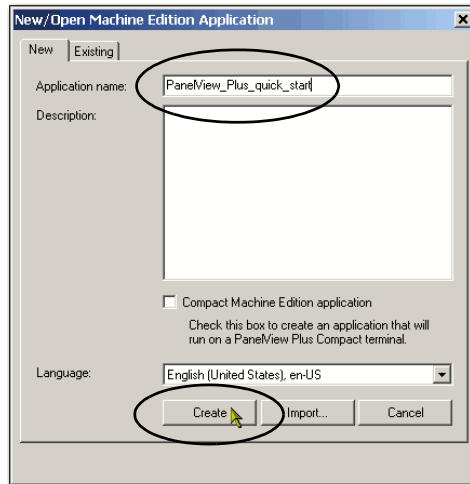 New/Open Machine Edition Application
New
Existing
Application name:
PanelView_Plus_quick_start
Description:
Compact Machine Edition application
Check this box to create an application that will
run on a PanelView Plus Compact terminal.
Language:
English (United States), en-US
Create
Import...
Cancel